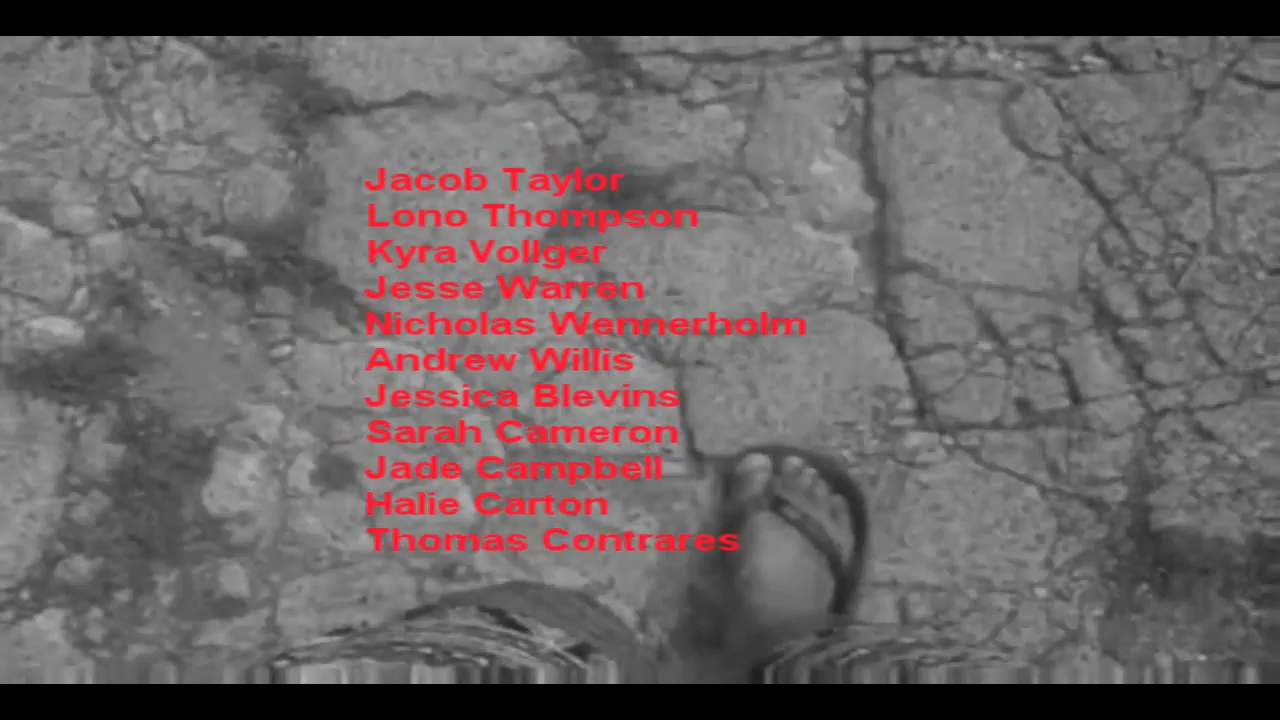 Jacob Taylor
Lono Thompson
Kyra Vollger
Jesse Warren
Nicholas Wennerholm
Andrew Willis
Jessica Blevins
Sarah Cameron
Jade Campbell
Halie Carton
Thomas Contrares